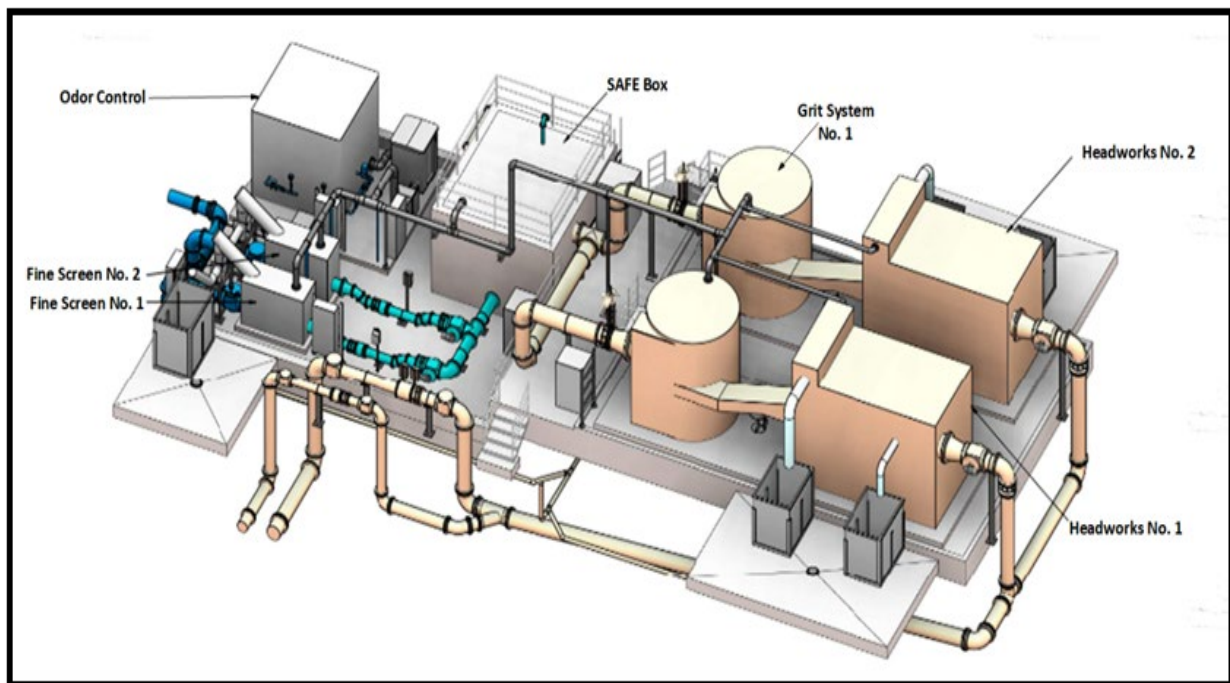 Odor Control
SAFE Box
Grit System
No. 1
Headworks No. 2
Fine Screen No. 2
Fine Screen No. 1
Headworks No. 1